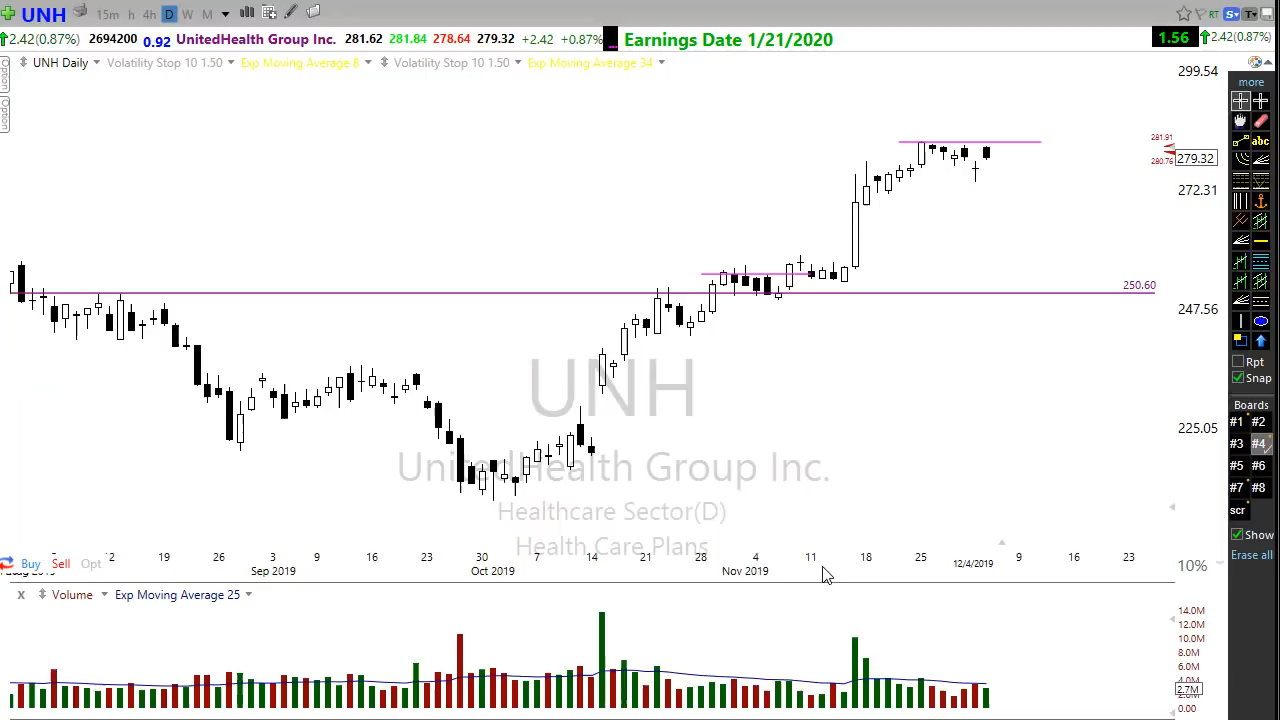 UNH 15m h 4h D W M RT S T
2.42(0.87%) 2694200 0.92 UnitedHealth Group Inc. 281.62 281.84 278.64 279.32 +2.42 +0.87% Earnings Date 1/21/2020 1.56 2.42(0.87%)
UNH Daily Volatility Stop 10 1.50 Exp Moving Average 8 Volatility Stop 10 1.50 Exp Moving Average 34
Option
Option
299.54
more
abc
281.91
279.32
280.76
272.31
250.60
247.56
Rpt
Snap
UNH
Boards
#1 #2
225.05
#3 #4
UnitedHealth Group Inc.
#5 #6
#7 #8
Healthcare Sector(D)
scr
Show
Health Care Plans
Erase all
12 19 26 3 9 16 23 30 7 14 21 28 4 11 18 25 9 16 23
Buy Sell Opt
Sep 2019 Oct 2019 Nov 2019 12/4/2019
10%
X Volume Exp Moving Average 25
14.0M
12.0M
10.0M
8.0M
6.0M
4.0M
2.7M
0.00